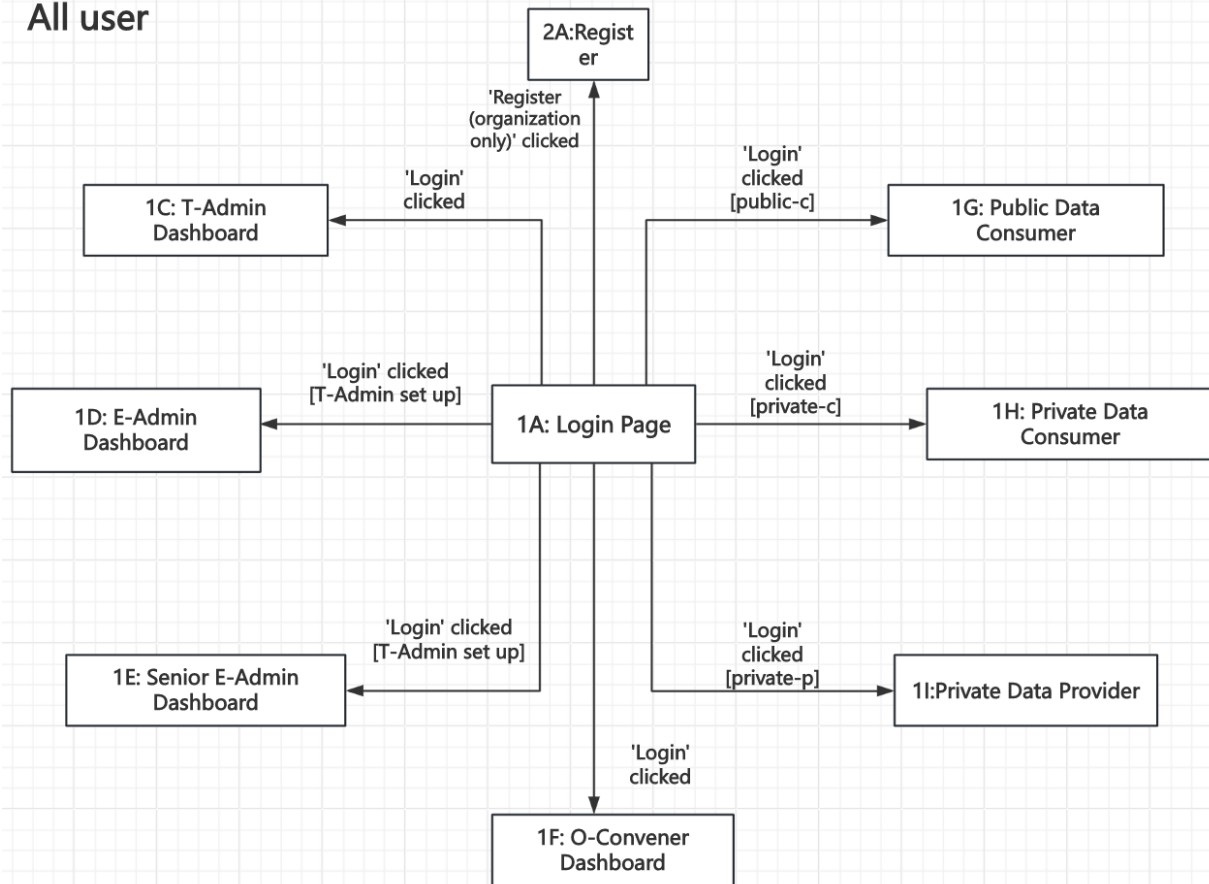 All user
2A:Regist
er
'Register
(organization
only)' clicked
'Login'
clicked
'Login'
clicked
[public-c]
1C: T-Admin
Dashboard
1G: Public Data
Consumer
'Login' clicked
[T-Admin set up]
'Login'
clicked
[private-c]
1D: E-Admin
Dashboard
1A: Login Page
1H: Private Data
Consumer
'Login' clicked
[T-Admin set up]
'Login'
clicked
[private-p]
1E: Senior E-Admin
Dashboard
1I:Private Data Provider
'Login'
clicked
1F: O-Convener
Dashboard